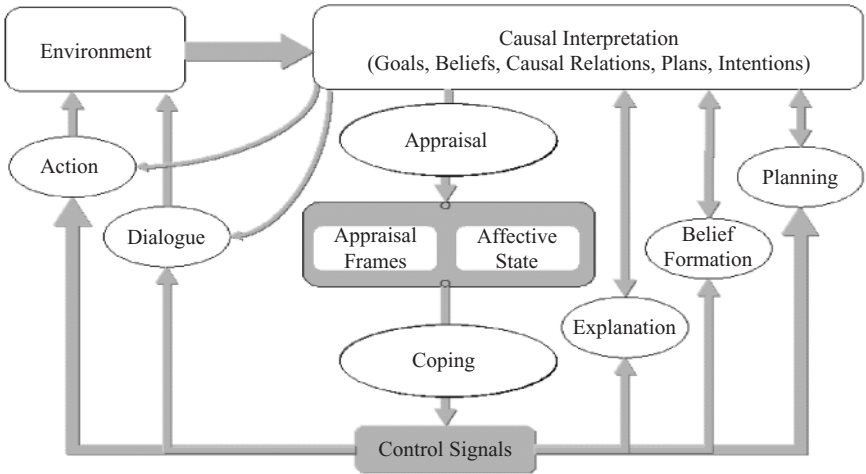 Environment
Causal Interpretation
(Goals, Beliefs, Causal Relations, Plans, Intentions)
Action
Appraisal
Planning
Dialogue
Appraisal
Frames
Affective
State
Belief
Formation
Explanation
Coping
Control Signals